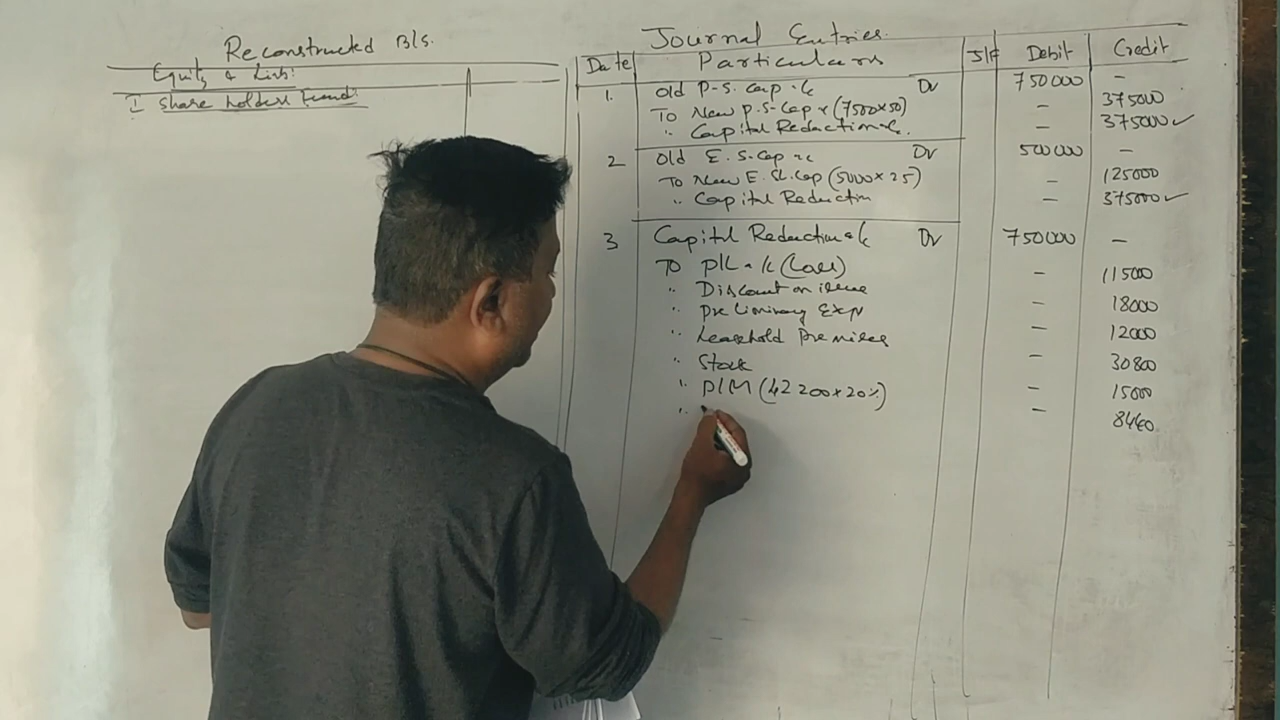 Reconstructed B/s.
Equity & Liab:
I share holders fund
Journal Entries
Date Particulars J/F Debit Credit
1. Old P.S. Cap a/c Dr 750000 -
To New P.S. Cap a/c (7500×50) - 375000
" Capital Reduction a/c. - 375000 ✓
2 Old E.S. Cap a/c Dr 500000 -
To New E.Sh. Cap (5000×25) - 125000
" Capital Reduction - 375000 ✓
3 Capital Reduction a/c Dr 750000 -
To P/L a/c (Loss) - 115000
" Discount on issue - 18000
" Preliminary Exp - 12000
" Leasehold Premises - 30800
" Stock - 15000
" P/M (42200×20%) - 8440
"